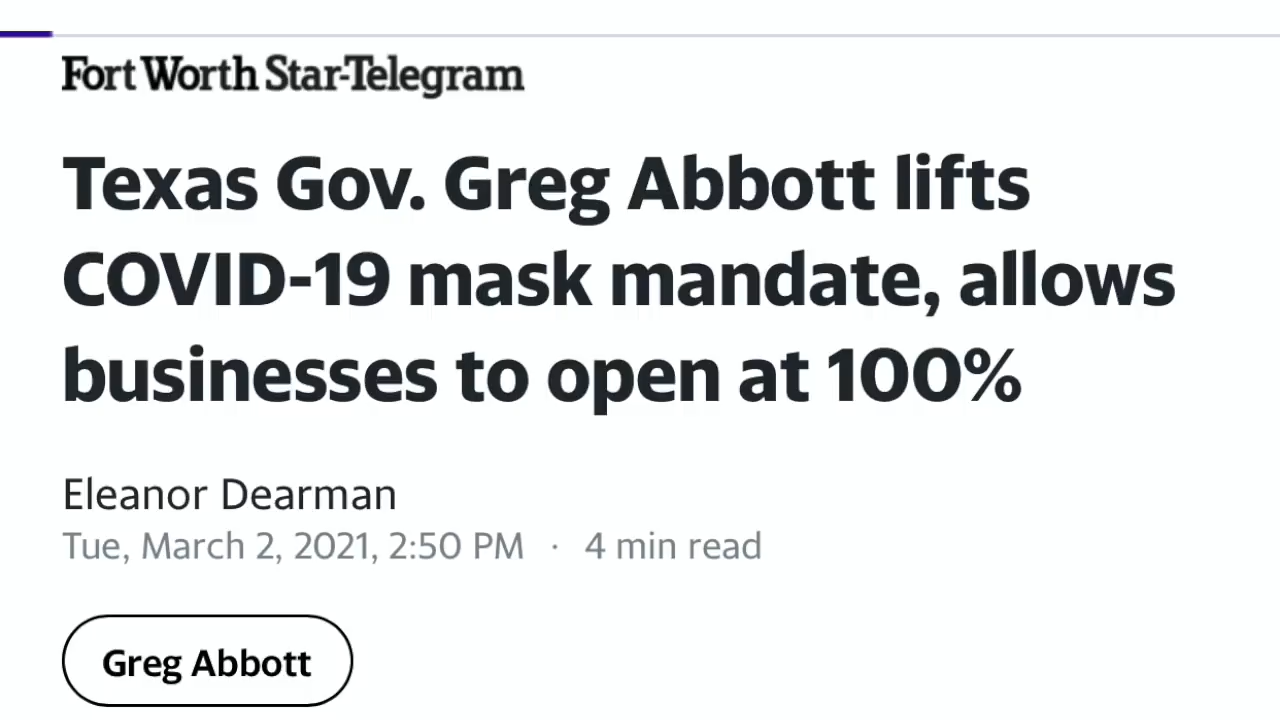 Fort Worth Star-Telegram
Texas Gov. Greg Abbott lifts
COVID-19 mask mandate, allows
businesses to open at 100%
Eleanor Dearman
Tue, March 2, 2021, 2:50 PM · 4 min read
Greg Abbott